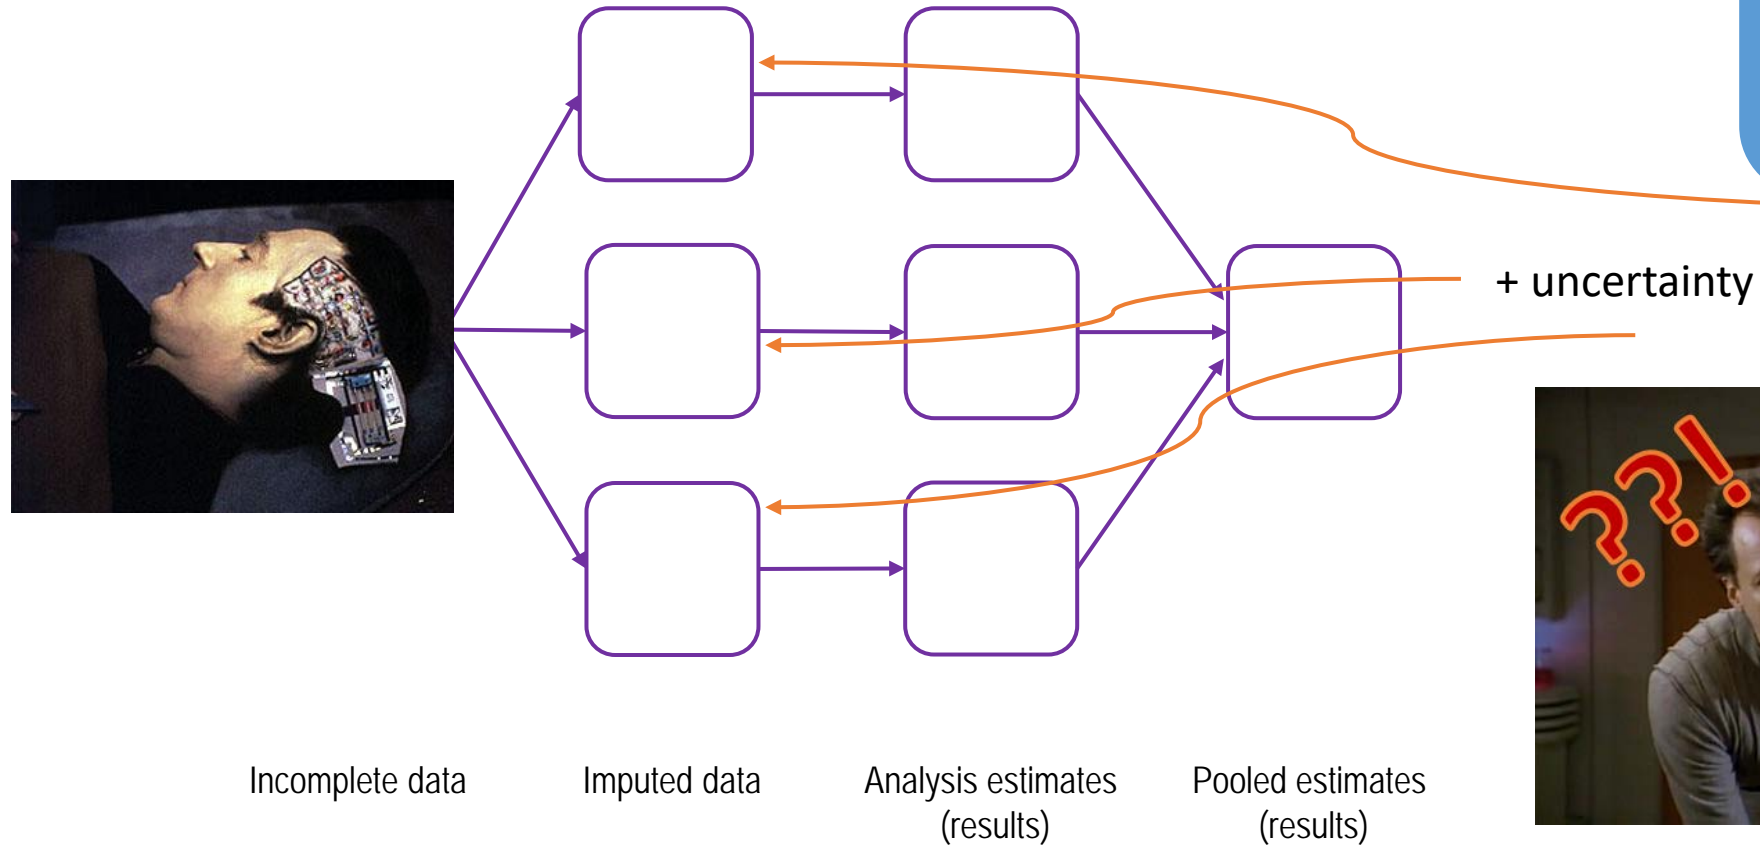 + uncertainty
??!
Incomplete data
Imputed data
Analysis estimates
(results)
Pooled estimates
(results)